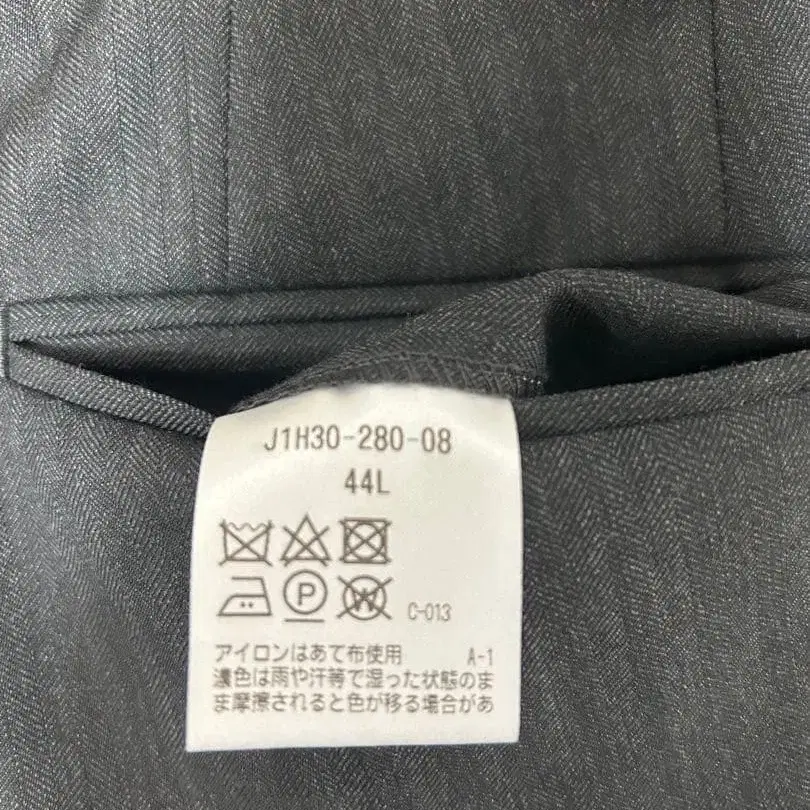 J1H30-280-08
44L
P
W C-013
アイロンはあて布使用 A-1
濃色は雨や汗等で湿った状態のま
ま摩擦されると色が移る場合があ